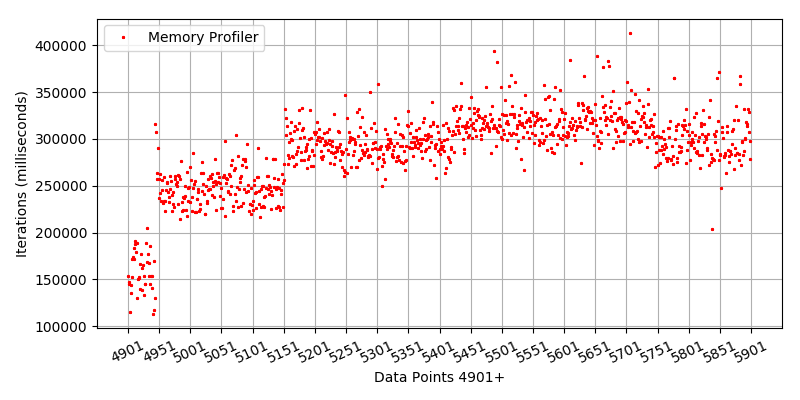 Memory Profiler
Iterations (milliseconds)
400000
350000
300000
250000
200000
150000
100000
4901 4951 5001 5051 5101 5151 5201 5251 5301 5351 5401 5451 5501 5551 5601 5651 5701 5751 5801 5851 5901
Data Points 4901+